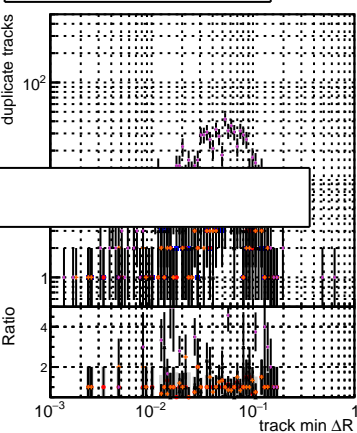 duplicate tracks
10²
1
Ratio
4
2
10⁻³
10⁻²
10⁻¹
1
track min ΔR